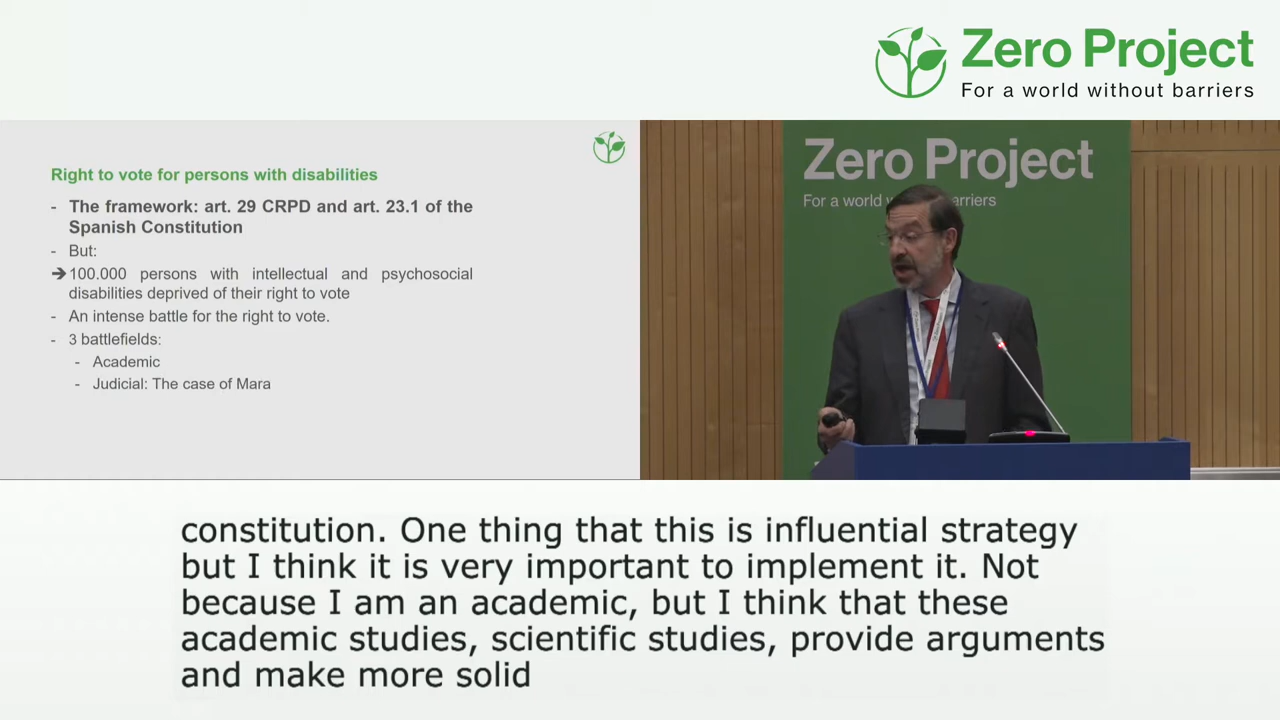 Zero Project
For a world without barriers
Right to vote for persons with disabilities
- The framework: art. 29 CRPD and art. 23.1 of the
Spanish Constitution
- But:
➔ 100.000 persons with intellectual and psychosocial
disabilities deprived of their right to vote
- An intense battle for the right to vote.
- 3 battlefields:
- Academic
- Judicial: The case of Mara
Zero Project
For a world arriers
constitution. One thing that this is influential strategy
but I think it is very important to implement it. Not
because I am an academic, but I think that these
academic studies, scientific studies, provide arguments
and make more solid